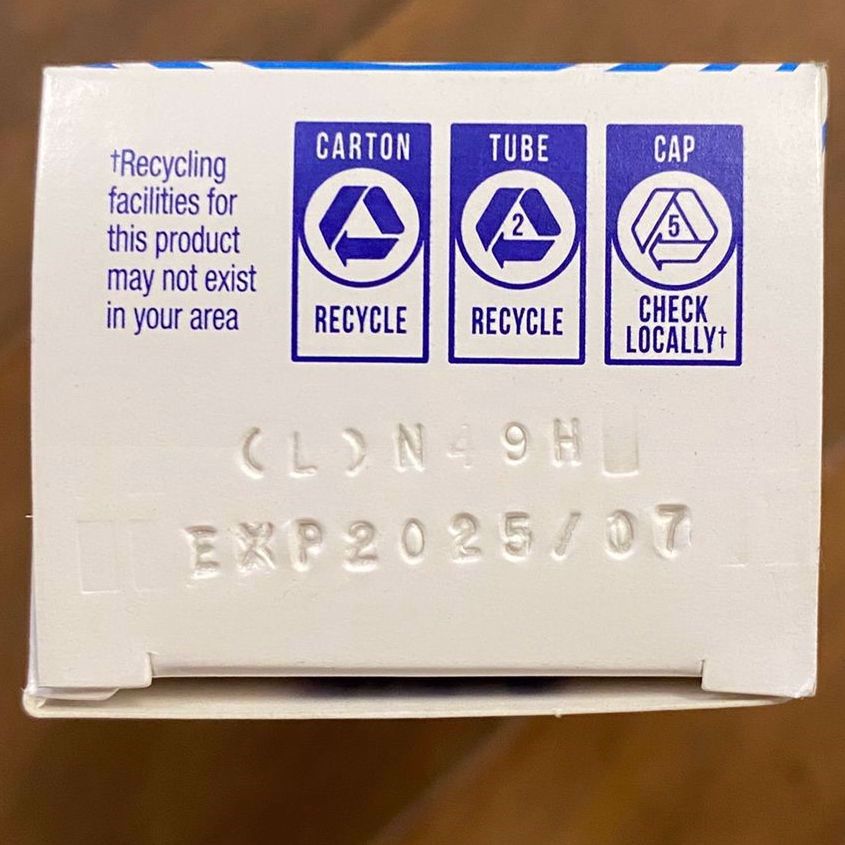 †Recycling
facilities for
this product
may not exist
in your area
CARTON
RECYCLE
TUBE
2
RECYCLE
CAP
5
CHECK
LOCALLY†
(L)N49H
EXP2025/07